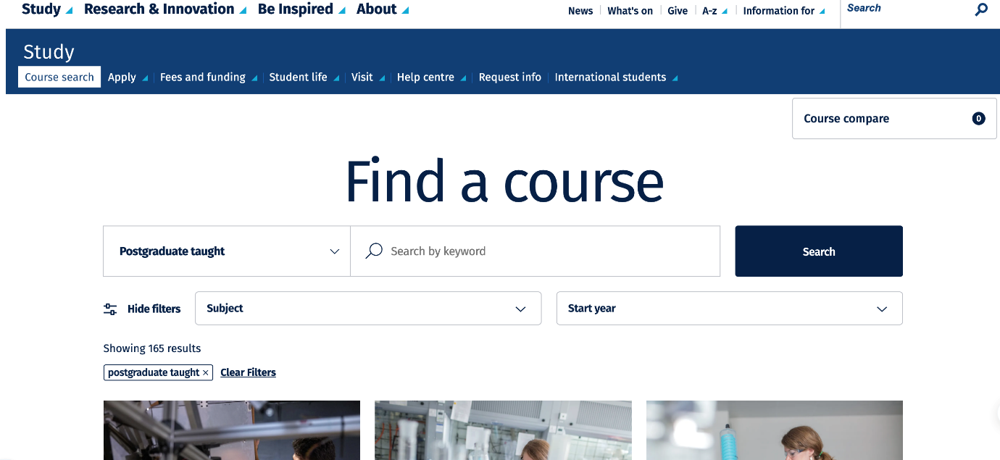 Study Research & Innovation Be Inspired About News What's on Give A-z Information for Search
Study
Course search Apply Fees and funding Student life Visit Help centre Request info International students
Course compare 0
Find a course
Postgraduate taught Search by keyword Search
Hide filters Subject Start year
Showing 165 results
postgraduate taught × Clear Filters